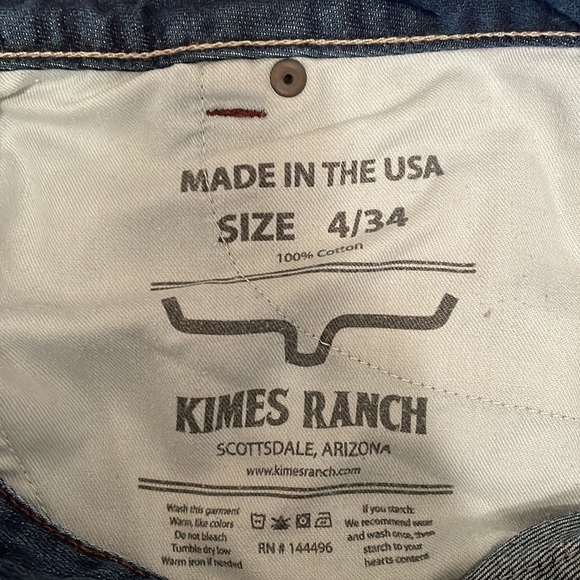 MADE IN THE USA
SIZE 4/34
100% Cotton
KIMES RANCH
SCOTTSDALE, ARIZONA
www.kimesranch.com
Wash this garment
Warm, like colors
Do not bleach
Tumble dry low
Warm iron if needed
RN # 144496
If you starch:
We recommend wear
and wash once, then
starch to your
hearts content